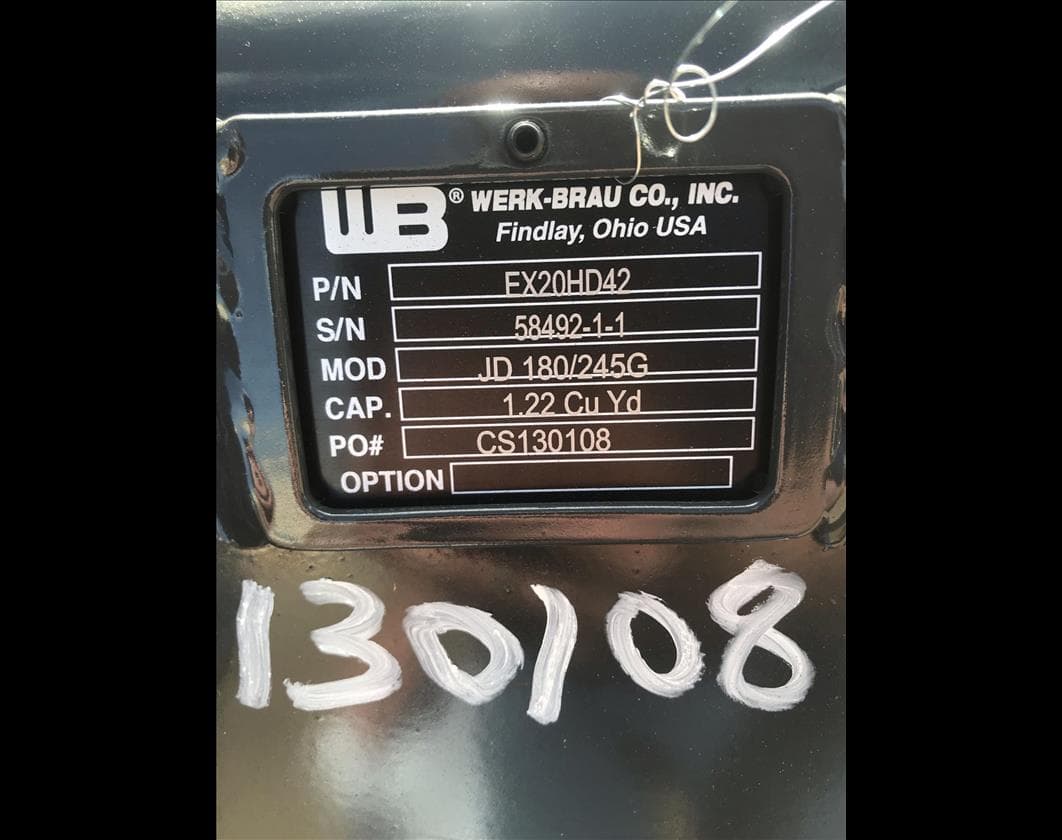 WB® WERK-BRAU CO., INC.
Findlay, Ohio USA
P/N EX20HD42
S/N 58492-1-1
MOD JD 180/245G
CAP. 1.22 Cu Yd
PO# CS130108
OPTION
130108